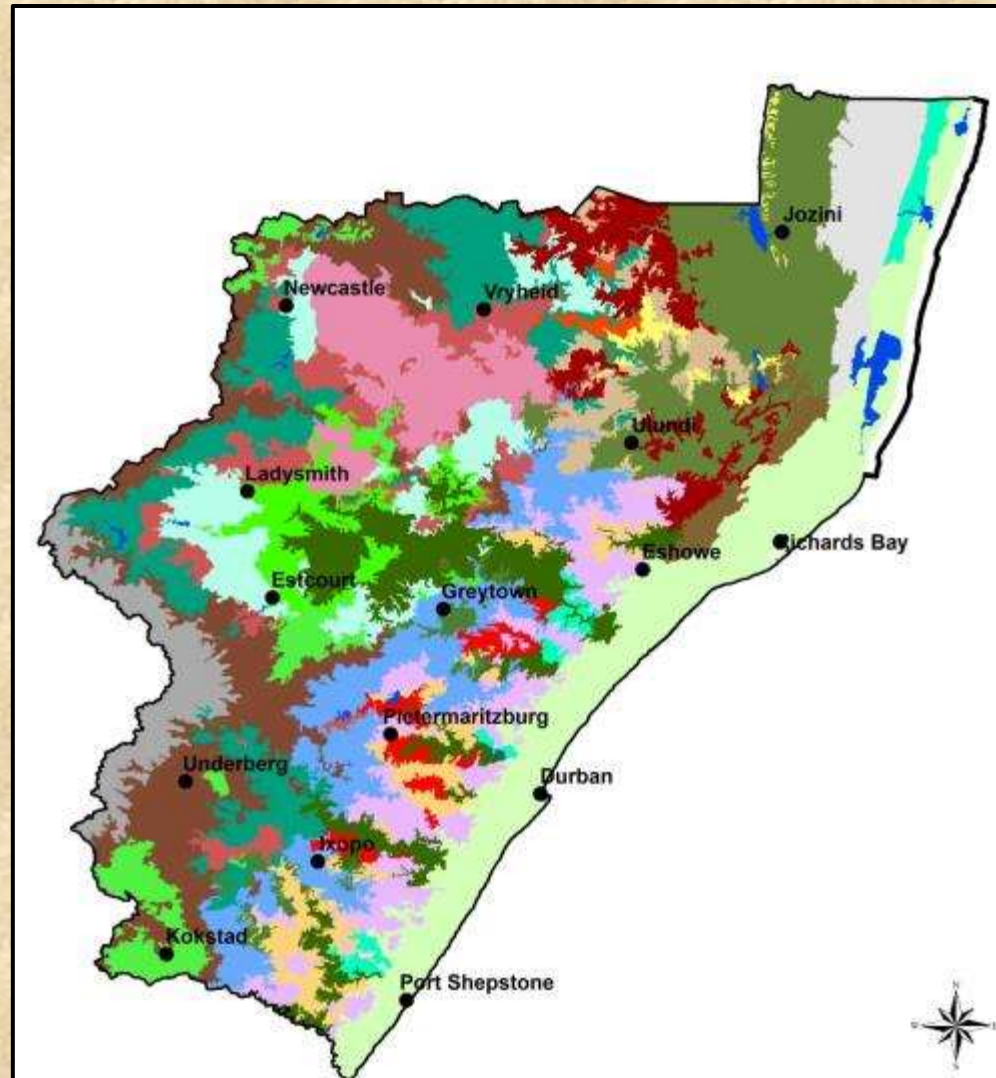 Jozini
Newcastle
Vryheid
Ulundi
Ladysmith
Richards Bay
Eshowe
Estcourt
Greytown
Pietermaritzburg
Underberg
Durban
Ixopo
Kokstad
Port Shepstone
N